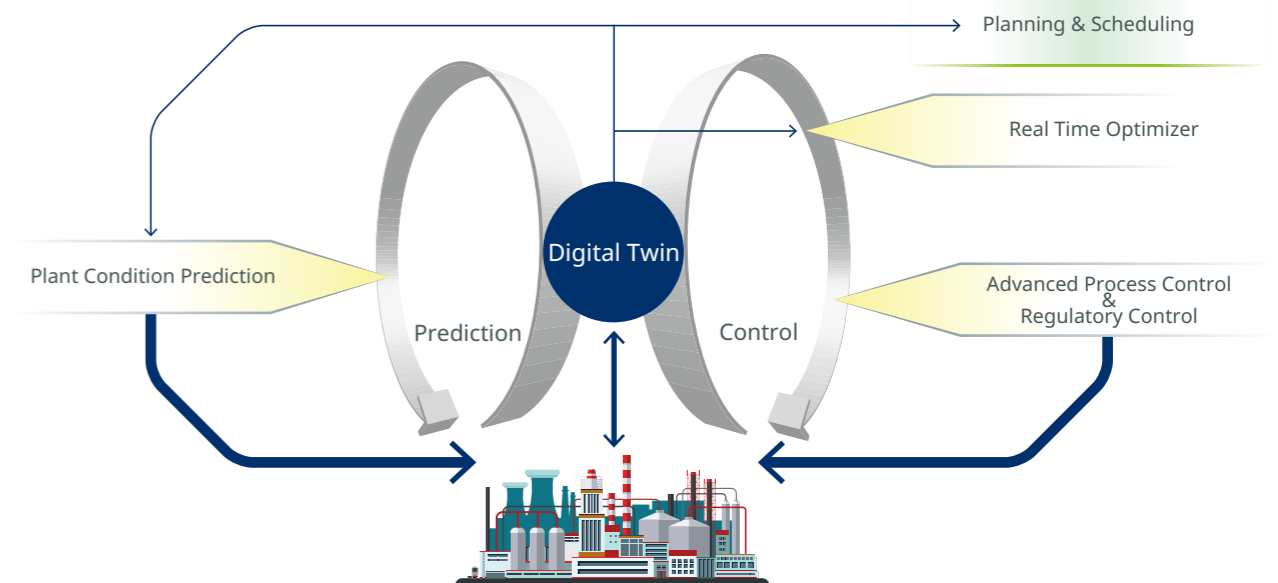 Planning & Scheduling
Real Time Optimizer
Digital Twin
Plant Condition Prediction
Advanced Process Control
&
Regulatory Control
Prediction
Control